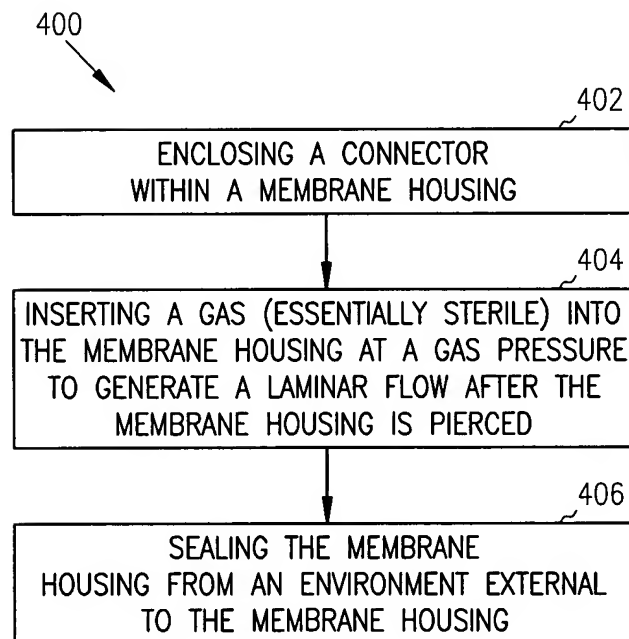 400
402
ENCLOSING A CONNECTOR
WITHIN A MEMBRANE HOUSING
404
INSERTING A GAS (ESSENTIALLY STERILE) INTO
THE MEMBRANE HOUSING AT A GAS PRESSURE
TO GENERATE A LAMINAR FLOW AFTER THE
MEMBRANE HOUSING IS PIERCED
406
SEALING THE MEMBRANE
HOUSING FROM AN ENVIRONMENT EXTERNAL
TO THE MEMBRANE HOUSING